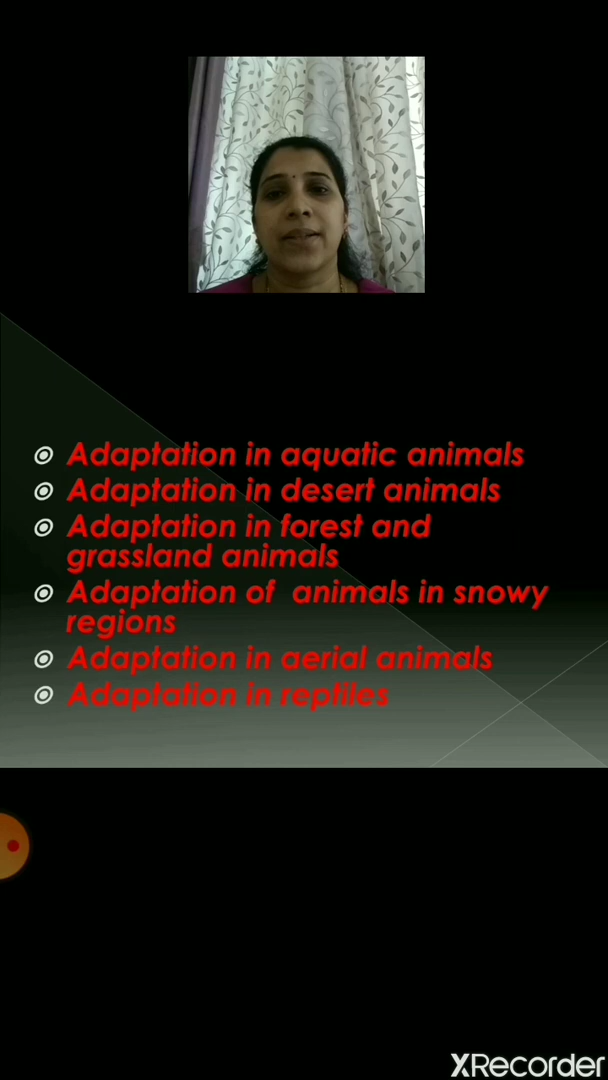 Adaptation in aquatic animals
Adaptation in desert animals
Adaptation in forest and
grassland animals
Adaptation of animals in snowy
regions
Adaptation in aerial animals
Adaptation in reptiles
XRecorder